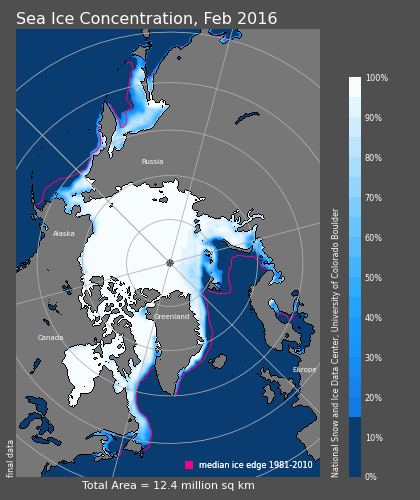 Sea Ice Concentration, Feb 2016
100%
90%
80%
70%
60%
50%
40%
30%
20%
10%
0%
Russia
Alaska
Greenland
Canada
Europe
median ice edge 1981-2010
final data
Total Area = 12.4 million sq km
National Snow and Ice Data Center, University of Colorado Boulder